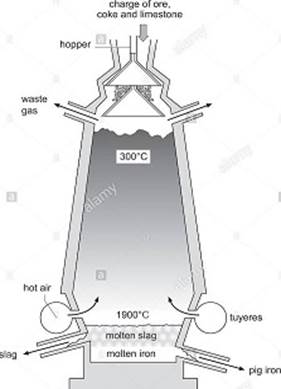 charge of ore,
coke and limestone
hopper
waste
gas
300°C
alamy
a
a
hot air
1900°C
tuyeres
molten slag
slag
molten iron
pig iron